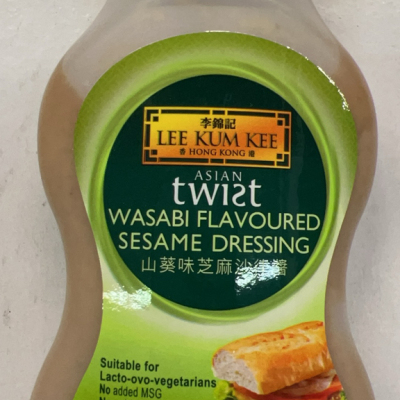 李錦記
LEE KUM KEE
香 HONG KONG 港
ASIAN
twist
WASABI FLAVOURED
SESAME DRESSING
山葵味芝麻沙律醬
Suitable for
Lacto-ovo-vegetarians
No added MSG